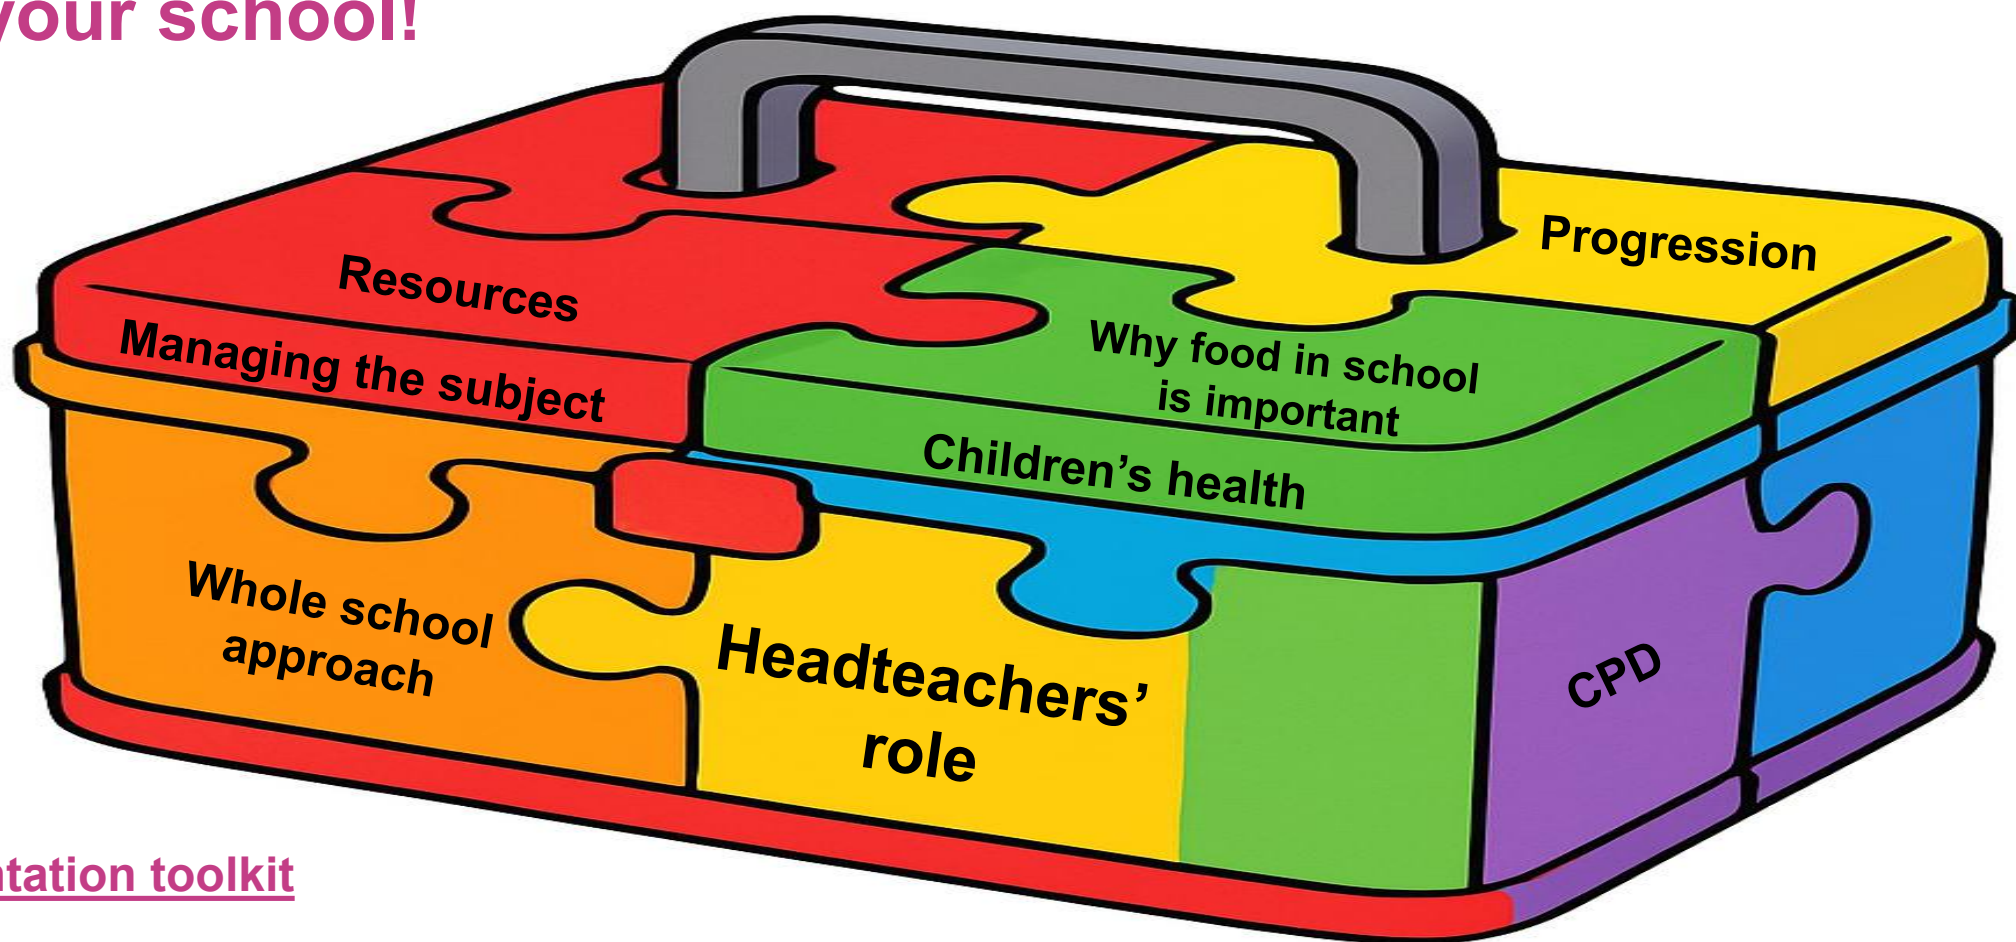 your school!
Progression
Resources
Managing the subject
Why food in school
is important
Children’s health
Whole school
approach
Headteachers’
role
CPD
toolkit